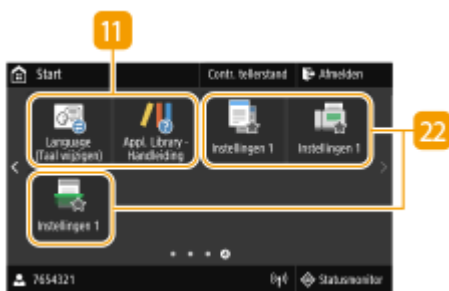 11
Start
Contr. tellerstand
Afmelden
Language
(Taal wijzigen)
Appl. Library -
Handleiding
Instellingen 1
Instellingen 1
22
Instellingen 1
7654321
Statusmonitor